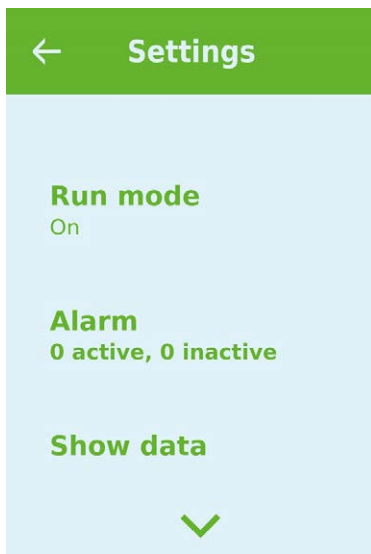 Settings
Run mode
On
Alarm
0 active, 0 inactive
Show data